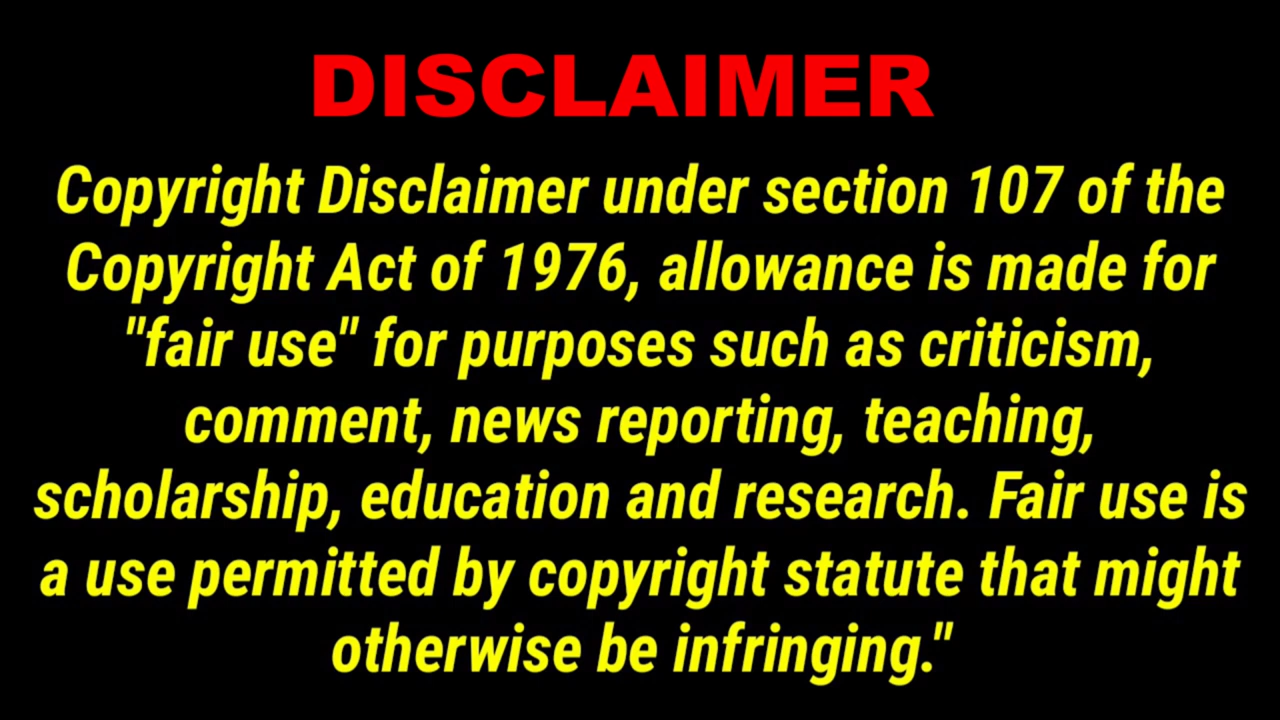 DISCLAIMER
Copyright Disclaimer under section 107 of the
Copyright Act of 1976, allowance is made for
"fair use" for purposes such as criticism,
comment, news reporting, teaching,
scholarship, education and research. Fair use is
a use permitted by copyright statute that might
otherwise be infringing."